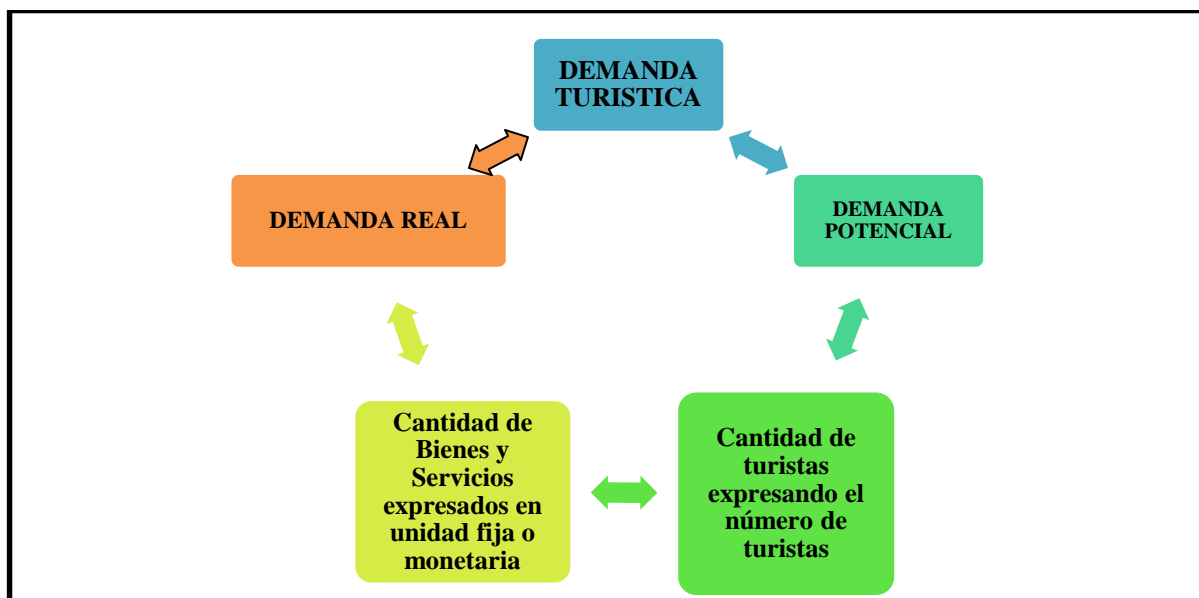 DEMANDA
TURISTICA
DEMANDA REAL
DEMANDA
POTENCIAL
Cantidad de
Bienes y
Servicios
expresados en
unidad fija o
monetaria
Cantidad de
turistas
expresando el
número de
turistas